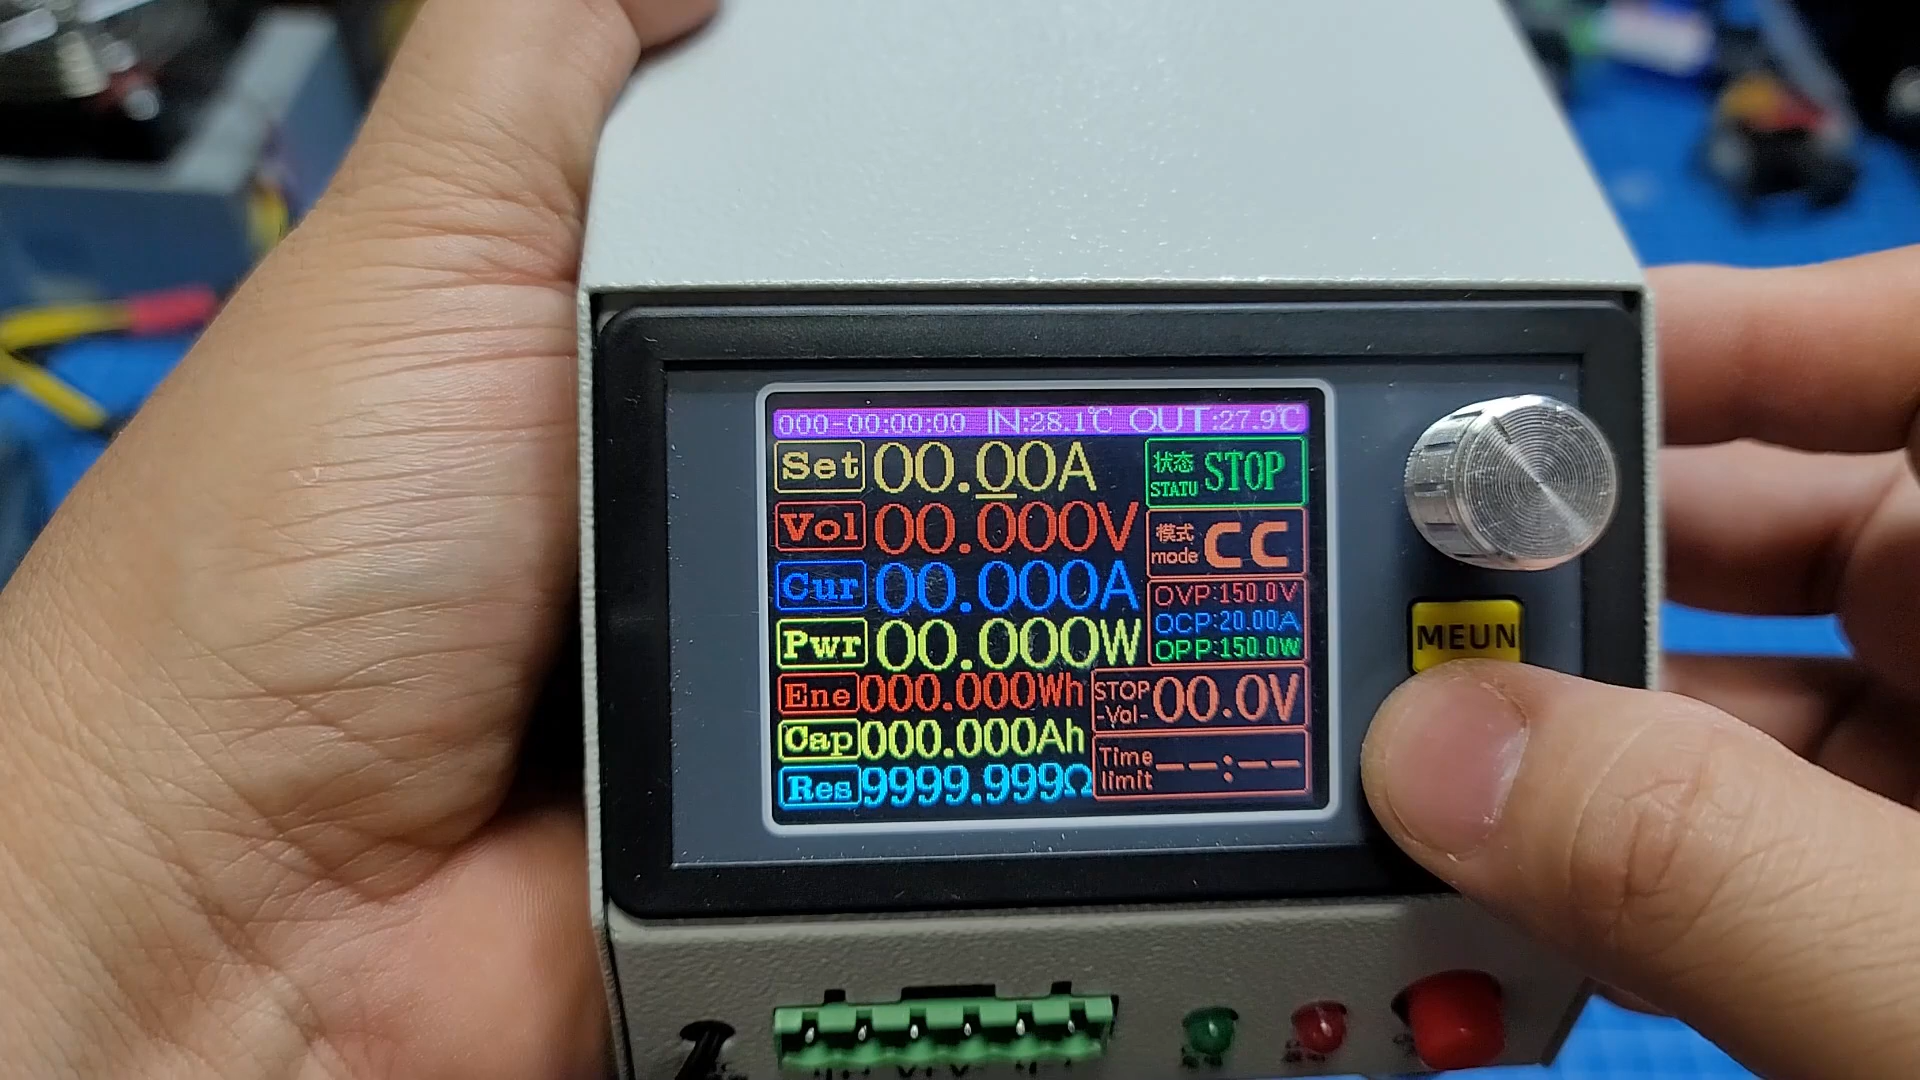 000-00:00:00 IN:28.1℃ OUT:27.9℃
Set 00.00A
状态 STATU STOP
Vol 00.000V
模式 mode CC
Cur 00.000A
OVP:150.0V
OCP:20.00A
OPP:150.0W
Pwr 00.000W
Ene 000.000Wh
STOP -Vol- 00.0V
Cap 000.000Ah
Time limit --:--
Res 9999.999Ω
MEUN